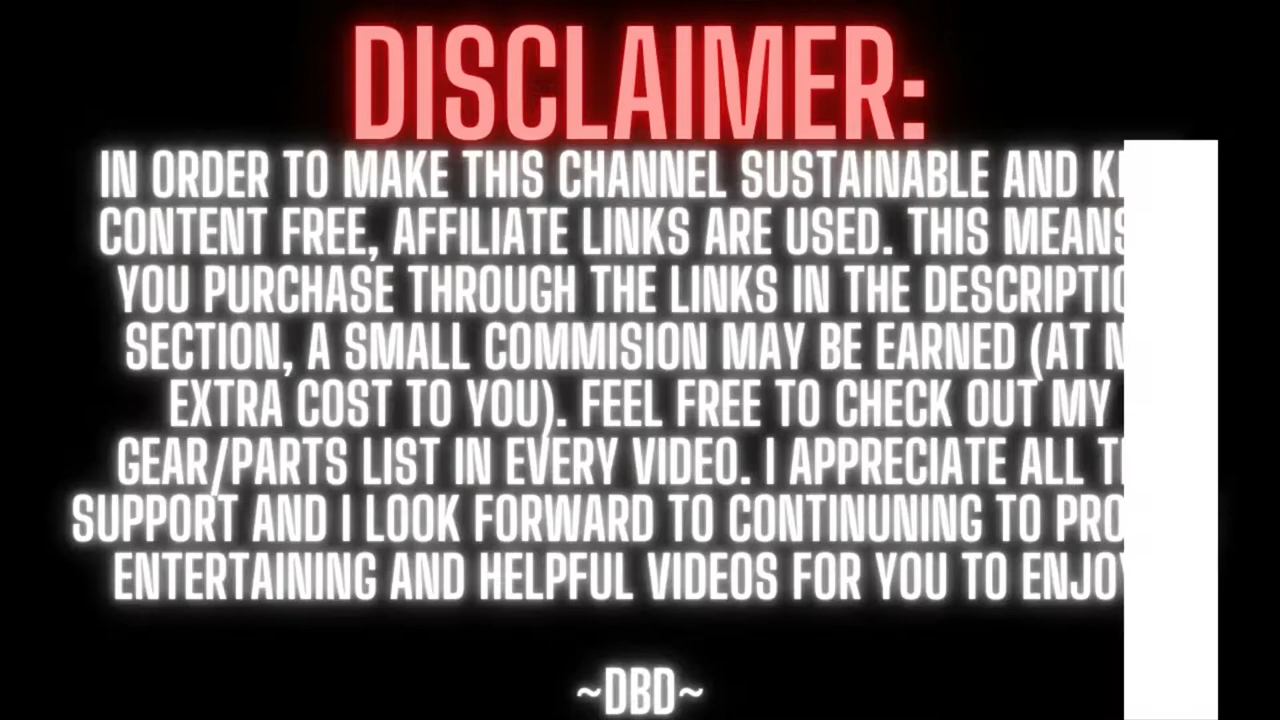 DISCLAIMER:
IN ORDER TO MAKE THIS CHANNEL SUSTAINABLE AND
CONTENT FREE, AFFILIATE LINKS ARE USED. THIS MEANS
YOU PURCHASE THROUGH THE LINKS IN THE
SECTION, A SMALL COMMISION MAY BE EARNED (AT
EXTRA COST TO YOU). FEEL FREE TO CHECK OUT MY
GEAR/PARTS LIST IN EVERY VIDEO. I APPRECIATE ALL
SUPPORT AND I LOOK FORWARD TO CONTINUNING TO
ENTERTAINING AND HELPFUL VIDEOS FOR YOU TO ENJOY
~DBD~